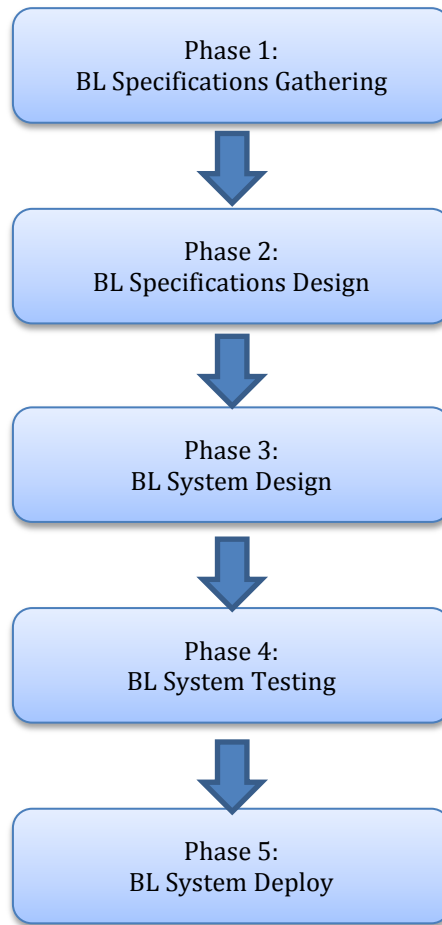 Phase 1:
BL Specifications Gathering
Phase 2:
BL Specifications Design
Phase 3:
BL System Design
Phase 4:
BL System Testing
Phase 5:
BL System Deploy